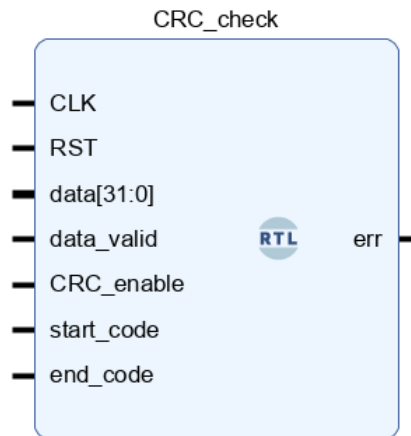 CRC_check
CLK
RST
data[31:0]
data_valid
RTL
err
CRC_enable
start_code
end_code